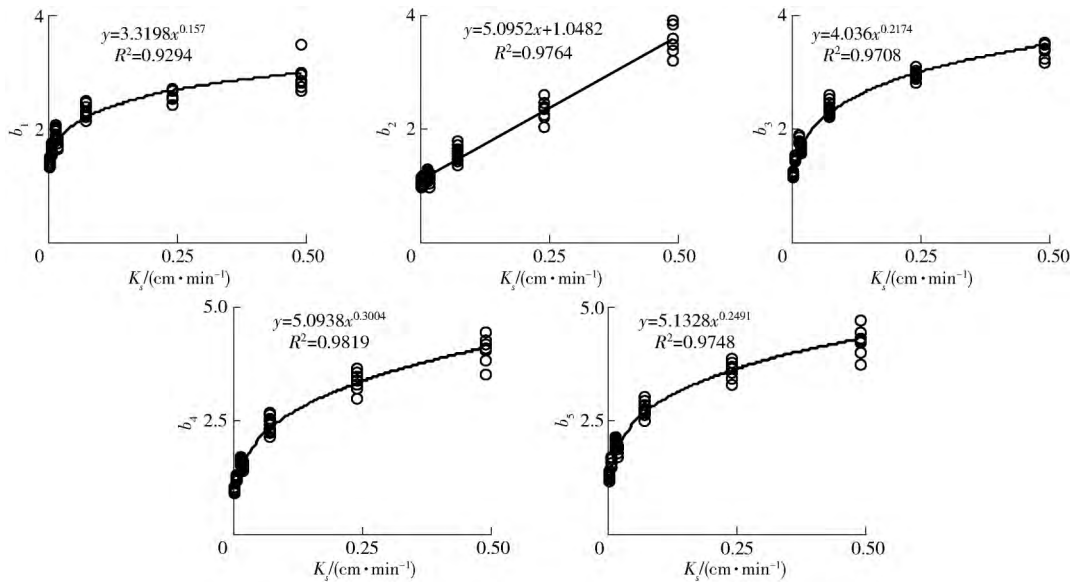 4
y=3.3198x^0.157
R²=0.9294
b₁
2
0
0.25
0.50
Kₛ/(cm·min⁻¹)
4
y=5.0952x+1.0482
R²=0.9764
b₂
2
0
0.25
0.50
Kₛ/(cm·min⁻¹)
4
y=4.036x^0.2174
R²=0.9708
b₃
2
0
0.25
0.50
Kₛ/(cm·min⁻¹)
5.0
y=5.0938x^0.3004
R²=0.9819
b₄
2.5
0
0.25
0.50
Kₛ/(cm·min⁻¹)
5.0
y=5.1328x^0.2491
R²=0.9748
b₅
2.5
0
0.25
0.50
Kₛ/(cm·min⁻¹)